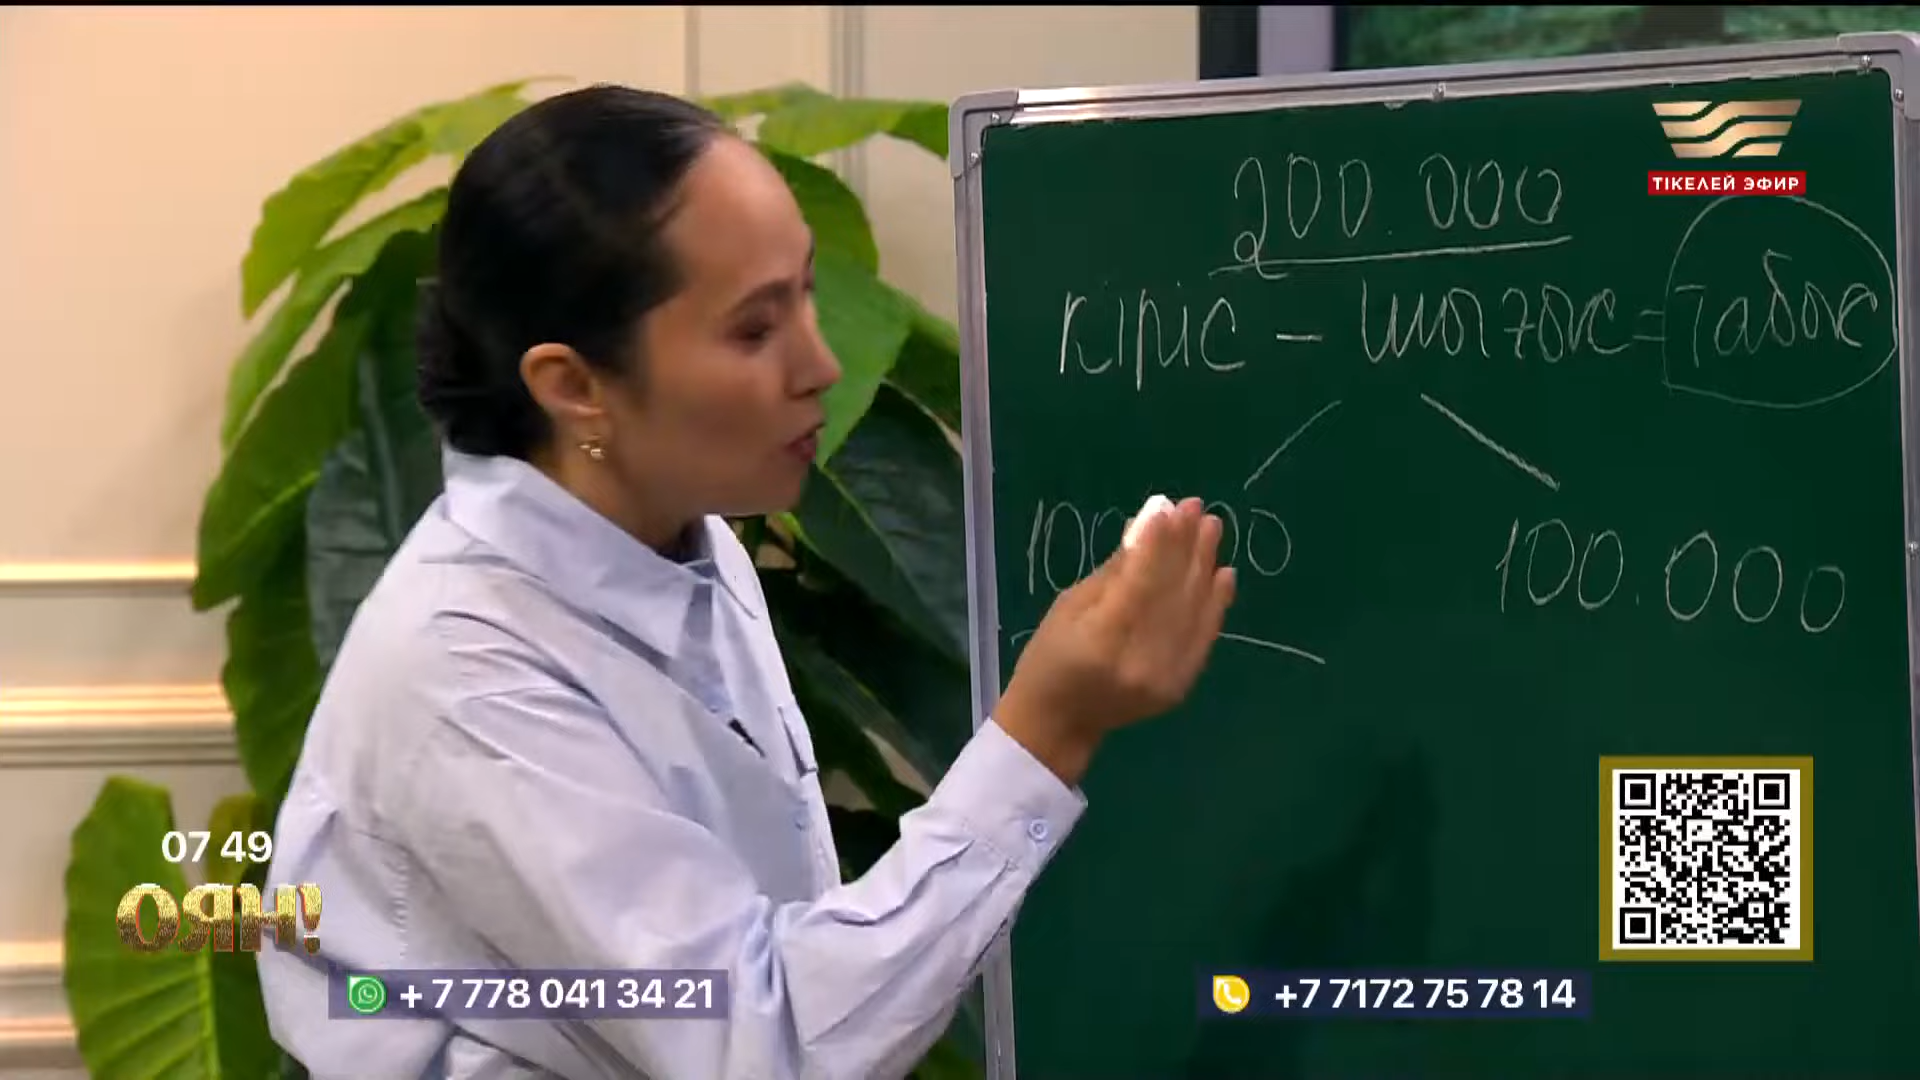 ТІКЕЛЕЙ ЭФИР
200.000
кіріс - шығыс = табыс
100.000
07 49
ОЯН!
+ 7 778 041 34 21
+7 7172 75 78 14